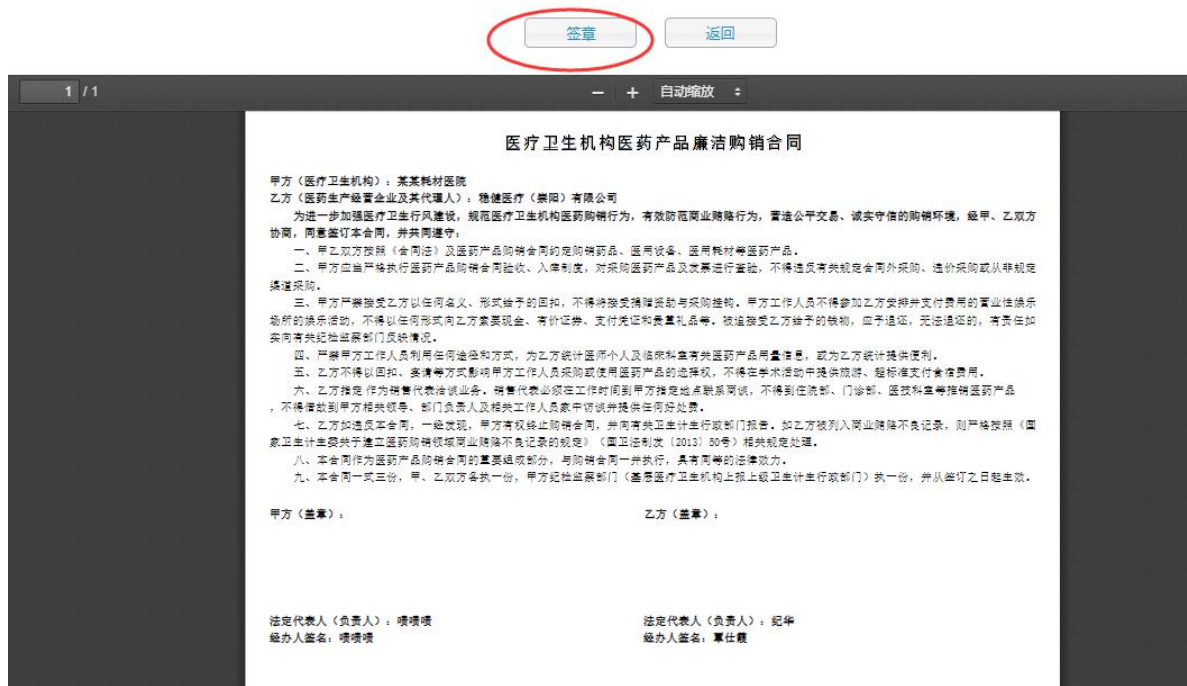 签章 返回
1 / 1 − + 自动缩放
医疗卫生机构医药产品廉洁购销合同
甲方（医疗卫生机构）：某某耗材医院
乙方（医药生产经营企业及其代理人）：稳健医疗（崇阳）有限公司
为进一步加强医疗卫生行风建设，规范医疗卫生机构医药购销行为，有效防范商业贿赂行为，营造公平交易、诚实守信的购销环境，经甲、乙双方
协商，同意签订本合同，并共同遵守：
一、甲乙双方按照《合同法》及医药产品购销合同约定购销药品、医用设备、医用耗材等医药产品。
二、甲方应当严格执行医药产品购销合同验收、入库制度，对采购医药产品及发票进行查验，不得违反有关规定合同外采购、违价采购或从非规定
渠道采购。
三、甲方严禁接受乙方以任何名义、形式给予的回扣，不得将接受捐赠资助与采购挂钩。甲方工作人员不得参加乙方安排并支付费用的营业性娱乐
场所的娱乐活动，不得以任何形式向乙方索要现金、有价证券、支付凭证和贵重礼品等。被迫接受乙方给予的钱物，应予退还，无法退还的，有责任如
实向有关纪检监察部门反映情况。
四、严禁甲方工作人员利用任何途径和方式，为乙方统计医师个人及临床科室有关医药产品用量信息，或为乙方统计提供便利。
五、乙方不得以回扣、宴请等方式影响甲方工作人员采购或使用医药产品的选择权，不得在学术活动中提供旅游、超标准支付食宿费用。
六、乙方指定 作为销售代表洽谈业务。销售代表必须在工作时间到甲方指定地点联系商谈，不得到住院部、门诊部、医技科室等推销医药产品
，不得借故到甲方相关领导、部门负责人及相关工作人员家中访谈并提供任何好处费。
七、乙方如违反本合同，一经发现，甲方有权终止购销合同，并向有关卫生计生行政部门报告。如乙方被列入商业贿赂不良记录，则严格按照《国
家卫生计生委关于建立医药购销领域商业贿赂不良记录的规定》（国卫法制发〔2013〕50号）相关规定处理。
八、本合同作为医药产品购销合同的重要组成部分，与购销合同一并执行，具有同等的法律效力。
九、本合同一式三份，甲、乙双方各执一份，甲方纪检监察部门（基层医疗卫生机构上报上级卫生计生行政部门）执一份，并从签订之日起生效。
甲方（盖章）： 乙方（盖章）：
法定代表人（负责人）：啧啧啧 法定代表人（负责人）：纪华
经办人签名：啧啧啧 经办人签名：覃仕霞